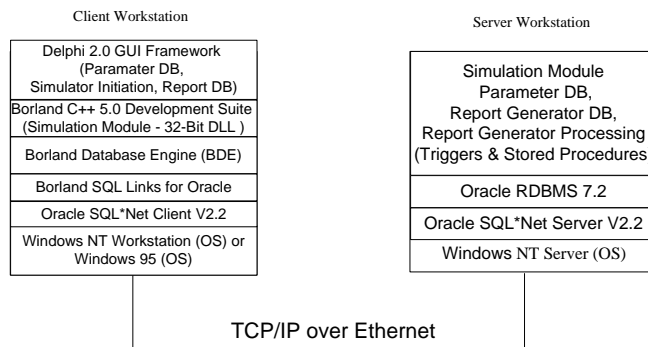 Client Workstation
Delphi 2.0 GUI Framework
(Paramater DB,
Simulator Initiation, Report DB)
Borland C++ 5.0 Development Suite
(Simulation Module - 32-Bit DLL )
Borland Database Engine (BDE)
Borland SQL Links for Oracle
Oracle SQL*Net Client V2.2
Windows NT Workstation (OS) or
Windows 95 (OS)
Server Workstation
Simulation Module
Parameter DB,
Report Generator DB,
Report Generator Processing
(Triggers & Stored Procedures
Oracle RDBMS 7.2
Oracle SQL*Net Server V2.2
Windows NT Server (OS)
TCP/IP over Ethernet